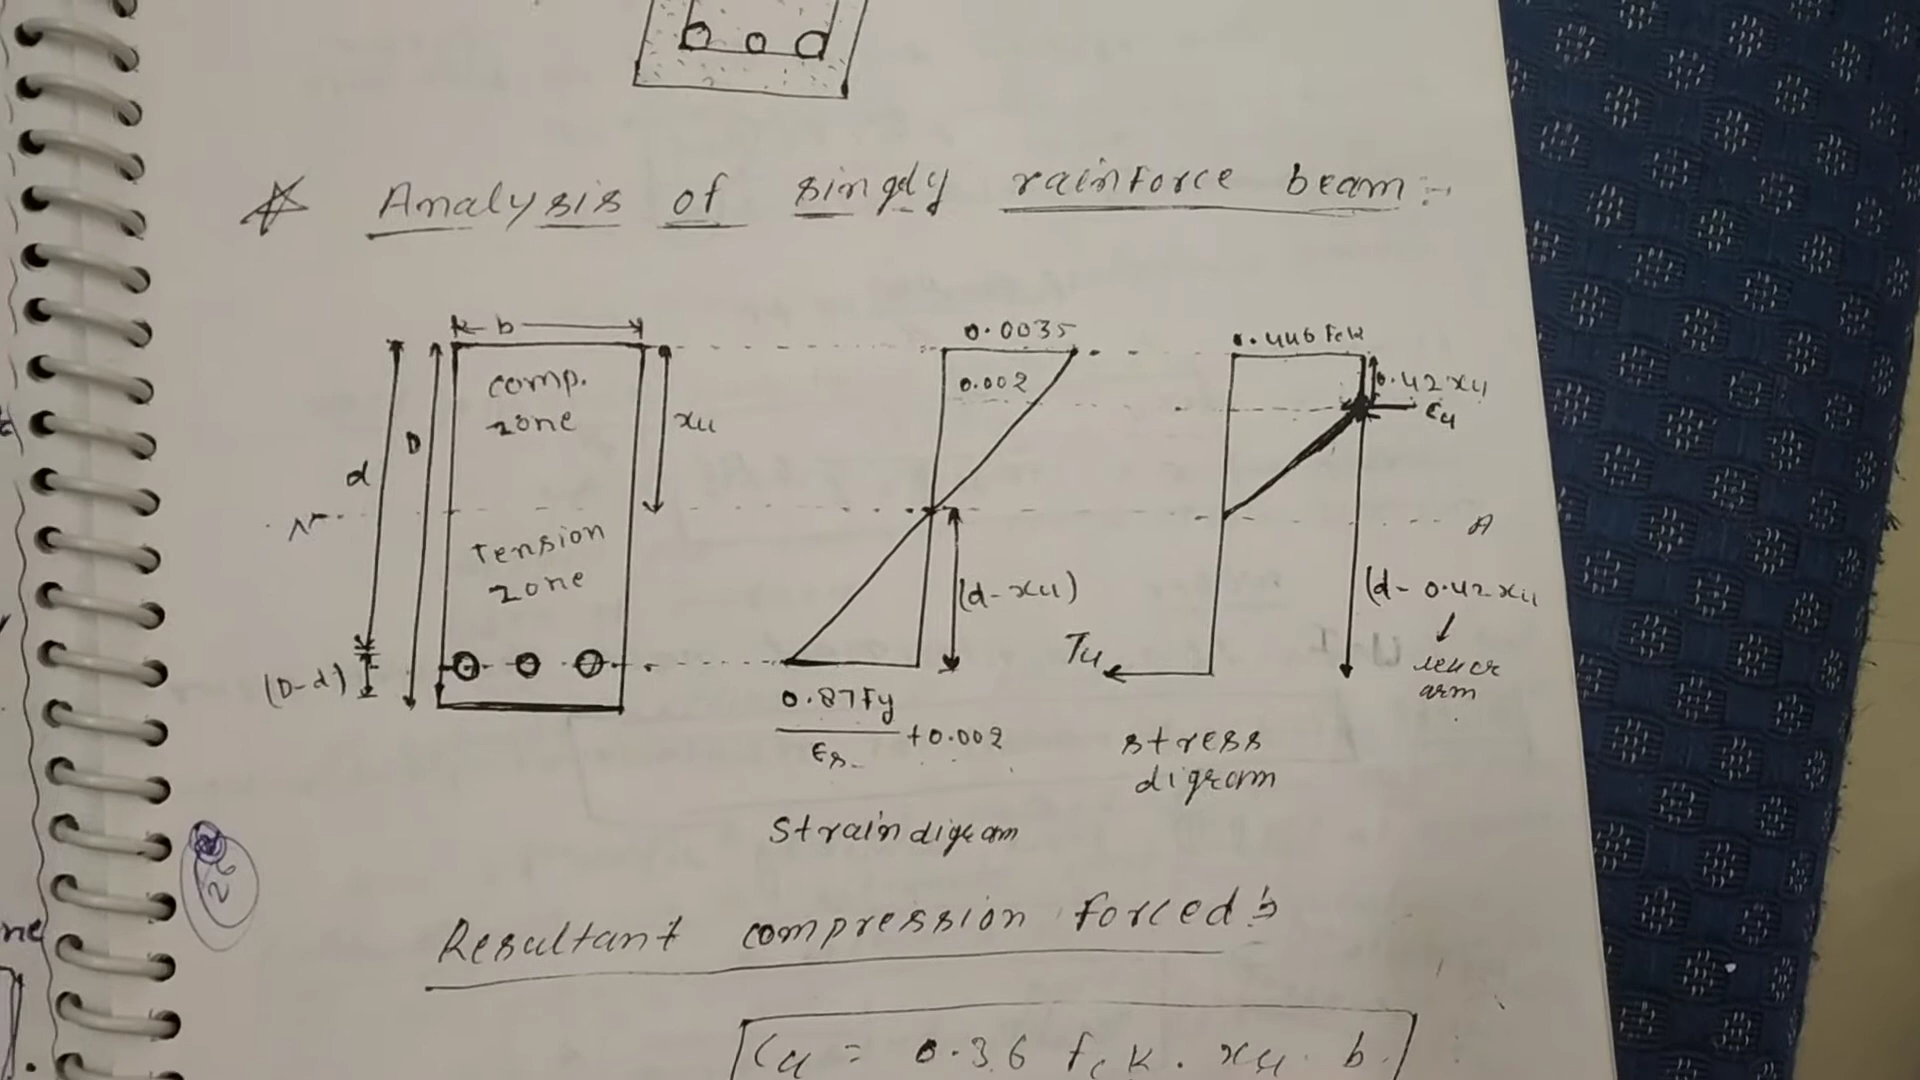 Analysis of singly rainforce beam:-
b
0.0035
0.446 Fck
comp.
zone
0.002
0.42xu
Cu
xu
D
d
N
A
Tension
zone
(d-xu)
(d-0.42xu
Tu
lever
arm
(D-d)
0.87Fy
Es
+0.002
stress
digram
Strain digram
26
Resultant compression forced:-
Cu = 0.36 fck. xu. b.